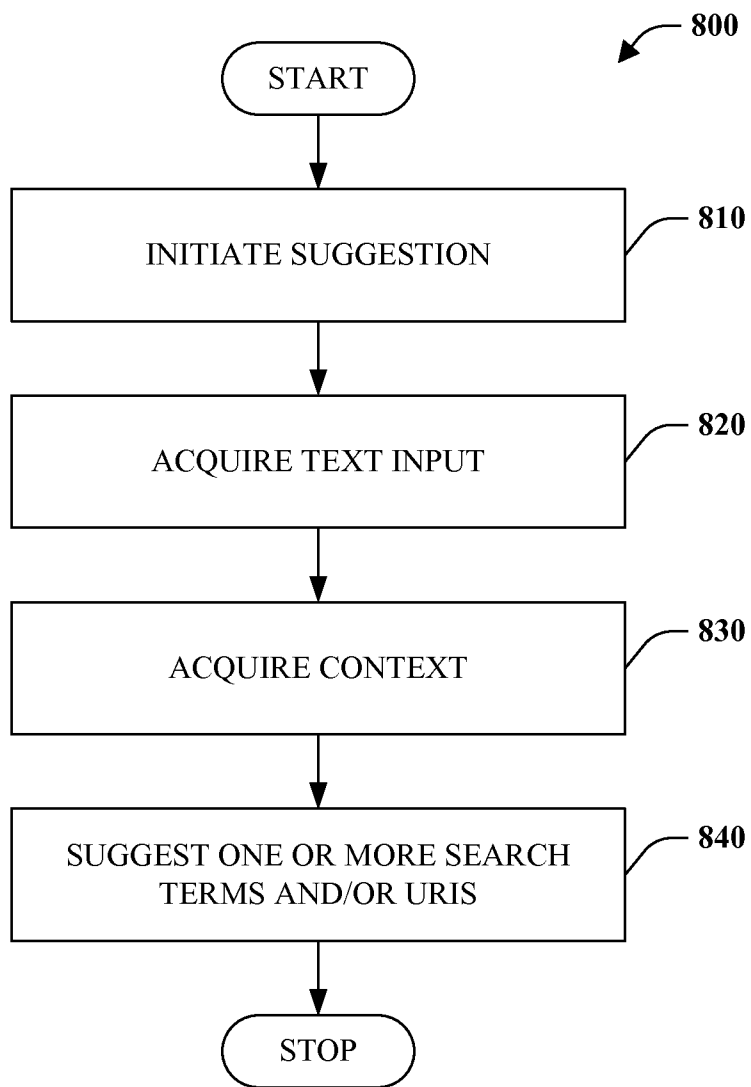 800
START
810
INITIATE SUGGESTION
820
ACQUIRE TEXT INPUT
830
ACQUIRE CONTEXT
840
SUGGEST ONE OR MORE SEARCH
TERMS AND/OR URIS
STOP